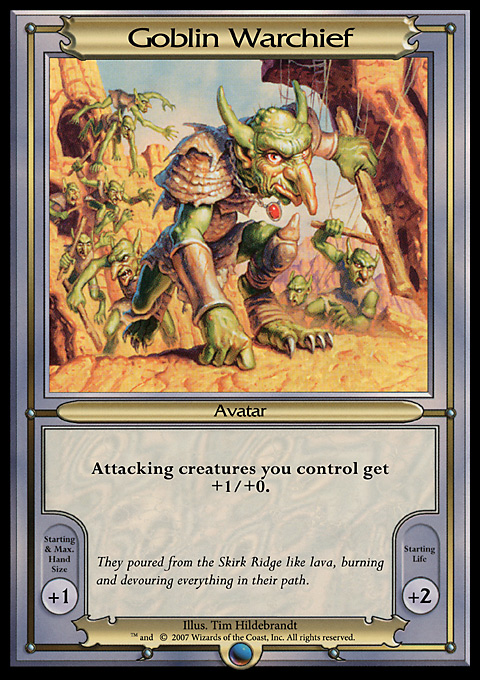 Goblin Warchief
Avatar
Attacking creatures you control get
+1/+0.
They poured from the Skirk Ridge like lava, burning
and devouring everything in their path.
Starting
& Max.
Hand
Size
+1
Starting
Life
+2
Illus. Tim Hildebrandt
™ and © 2007 Wizards of the Coast, Inc. All rights reserved.